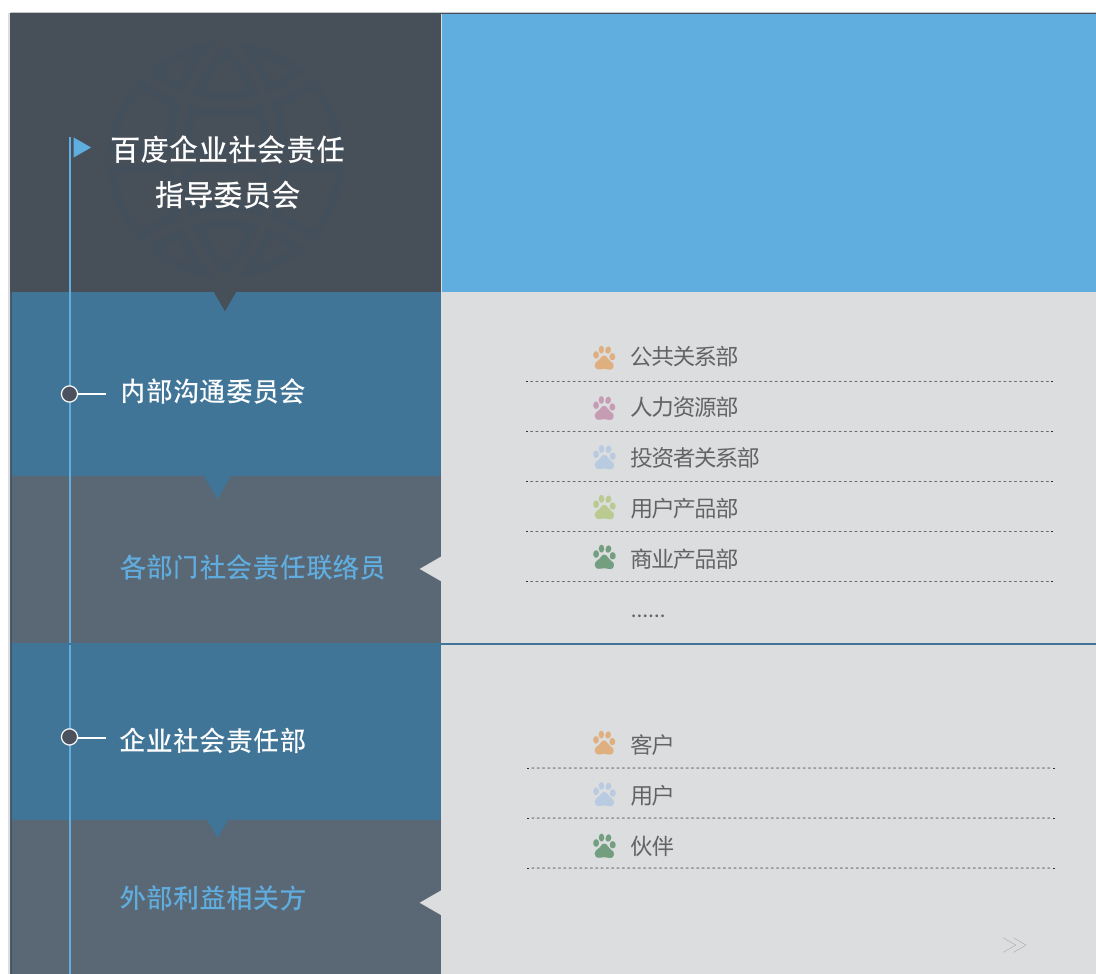 百度企业社会责任
指导委员会
内部沟通委员会
公共关系部
人力资源部
投资者关系部
用户产品部
商业产品部
......
各部门社会责任联络员
企业社会责任部
客户
用户
伙伴
外部利益相关方